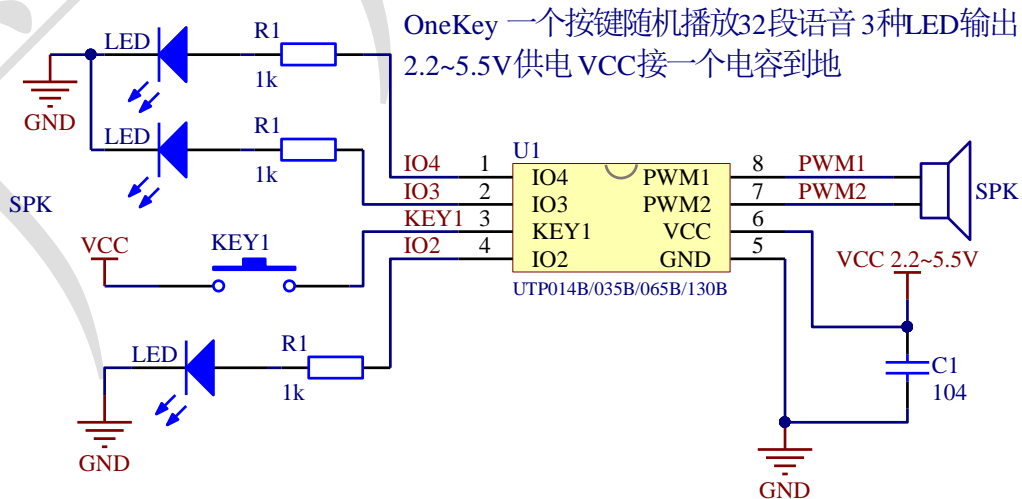 OneKey 一个按键随机播放32段语音 3种LED输出
2.2~5.5V供电 VCC接一个电容到地
LED
R1
1k
GND
LED
R1
1k
SPK
VCC
KEY1
IO4
IO3
KEY1
IO2
1
2
3
4
U1
IO4
IO3
KEY1
IO2
PWM1
PWM2
VCC
GND
UTP014B/035B/065B/130B
8
7
6
5
PWM1
PWM2
SPK
VCC 2.2~5.5V
C1
104
GND
LED
R1
1k
GND